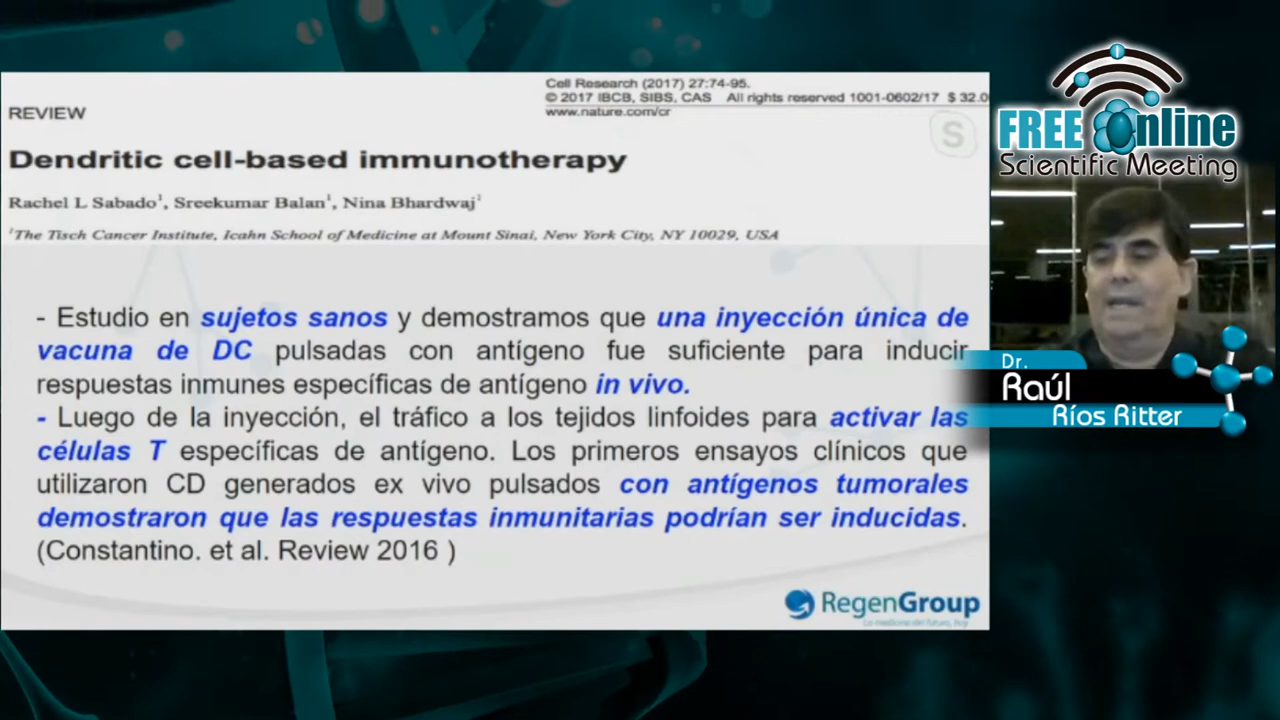 Cell Research (2017) 27:74-95.
© 2017 IBCB, SIBS, CAS All rights reserved 1001-0602/17 $ 32.0
www.nature.com/cr
REVIEW
S
Dendritic cell-based immunotherapy
Rachel L Sabado¹, Sreekumar Balan¹, Nina Bhardwaj¹
¹The Tisch Cancer Institute, Icahn School of Medicine at Mount Sinai, New York City, NY 10029, USA
- Estudio en sujetos sanos y demostramos que una inyección única de
vacuna de DC pulsadas con antígeno fue suficiente para inducir
respuestas inmunes específicas de antígeno in vivo.
- Luego de la inyección, el tráfico a los tejidos linfoides para activar las
células T específicas de antígeno. Los primeros ensayos clínicos que
utilizaron CD generados ex vivo pulsados con antígenos tumorales
demostraron que las respuestas inmunitarias podrían ser inducidas.
(Constantino. et al. Review 2016 )
RegenGroup
La medicina del futuro, hoy
FREE Online
Scientific Meeting
Dr.
Raúl
Ríos Ritter